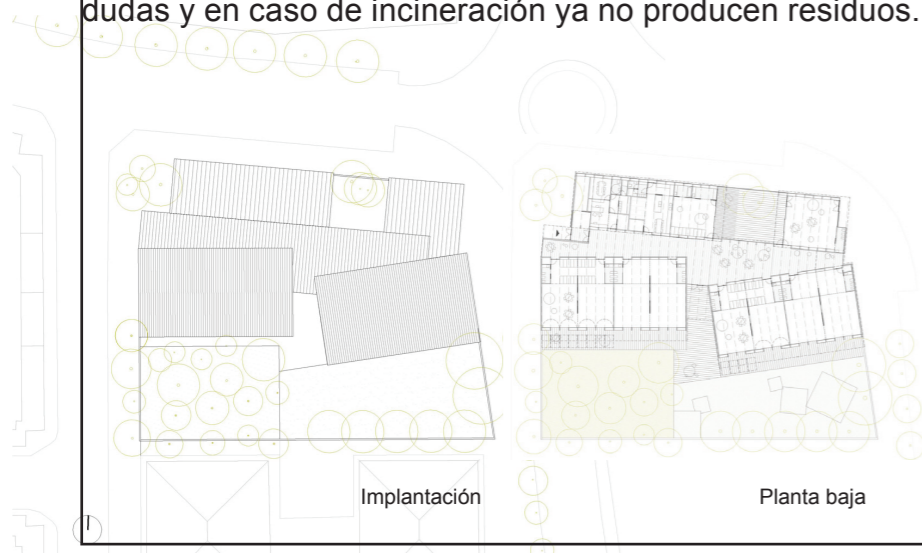 dudas y en caso de incineración ya no producen residuos.
Implantación
Planta baja